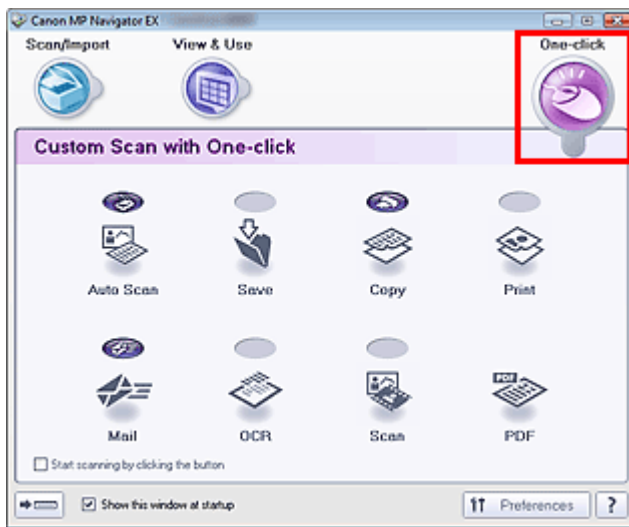 Canon MP Navigator EX
Scan/Import View & Use One-click
Custom Scan with One-click
Auto Scan Save Copy Print
PDF
Mail OCR Scan PDF
Start scanning by clicking the button
Show this window at startup Preferences ?